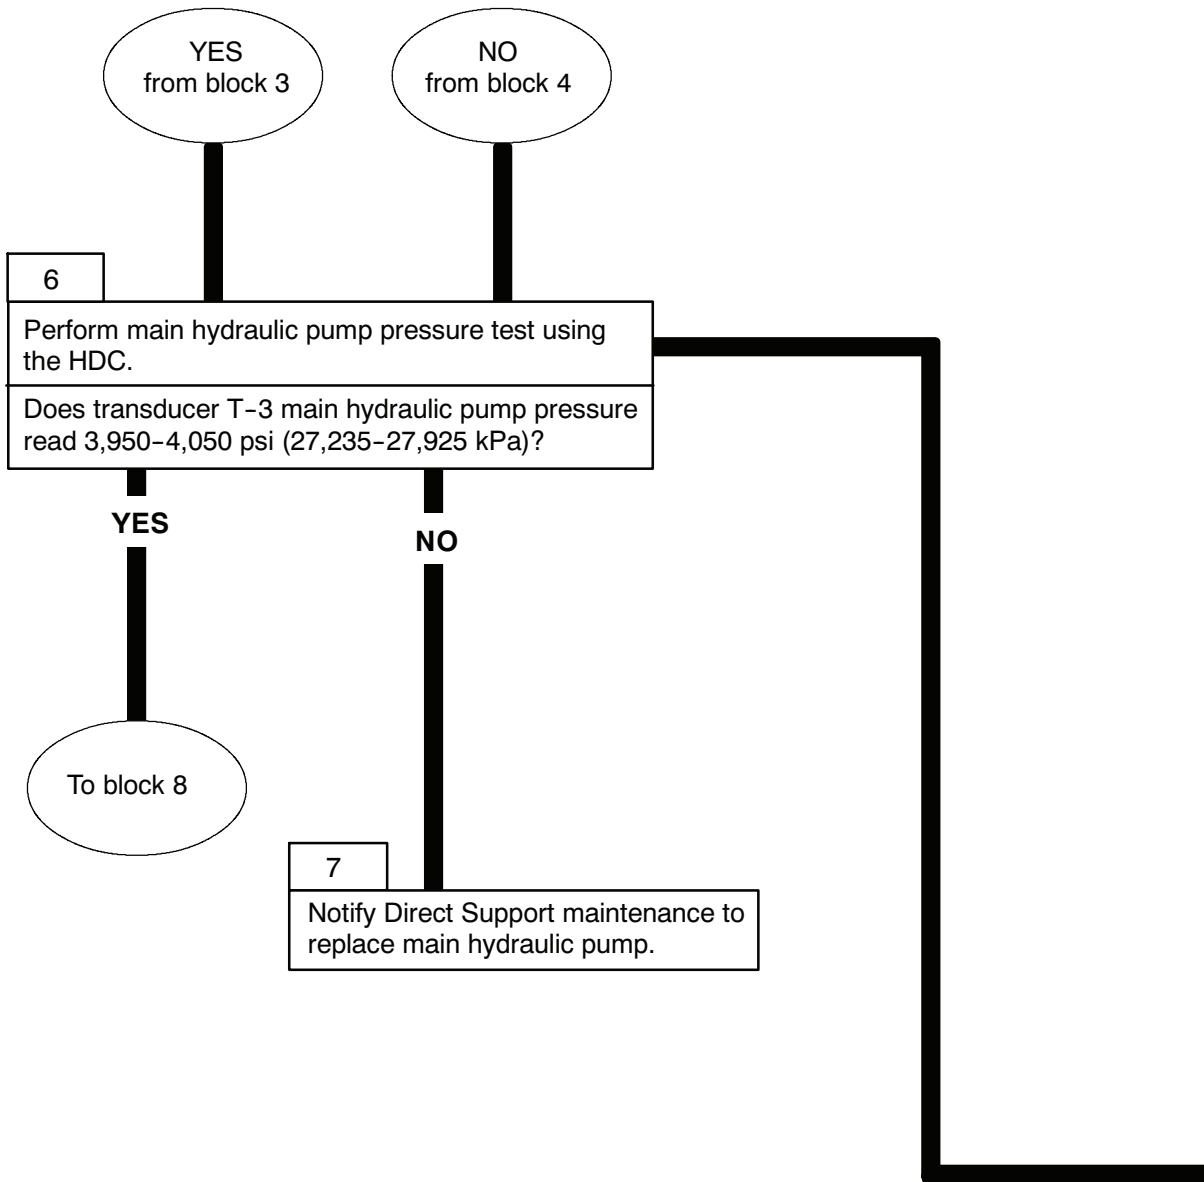 YES
from block 3
NO
from block 4
6
Perform main hydraulic pump pressure test using
the HDC.
Does transducer T-3 main hydraulic pump pressure
read 3,950-4,050 psi (27,235-27,925 kPa)?
YES
NO
To block 8
7
Notify Direct Support maintenance to
replace main hydraulic pump.